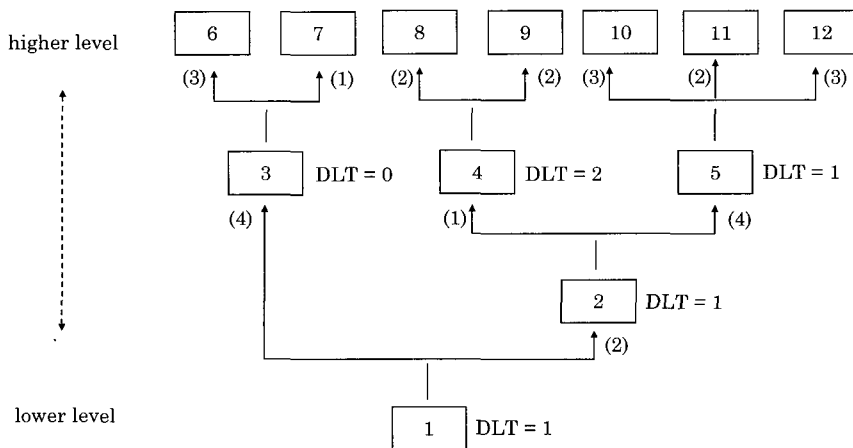 higher level
6 7 8 9 10 11 12
(3) (1) (2) (2) (3) (2) (3)
3 DLT = 0 4 DLT = 2 5 DLT = 1
(4) (1) (4)
2 DLT = 1
(2)
lower level
1 DLT = 1